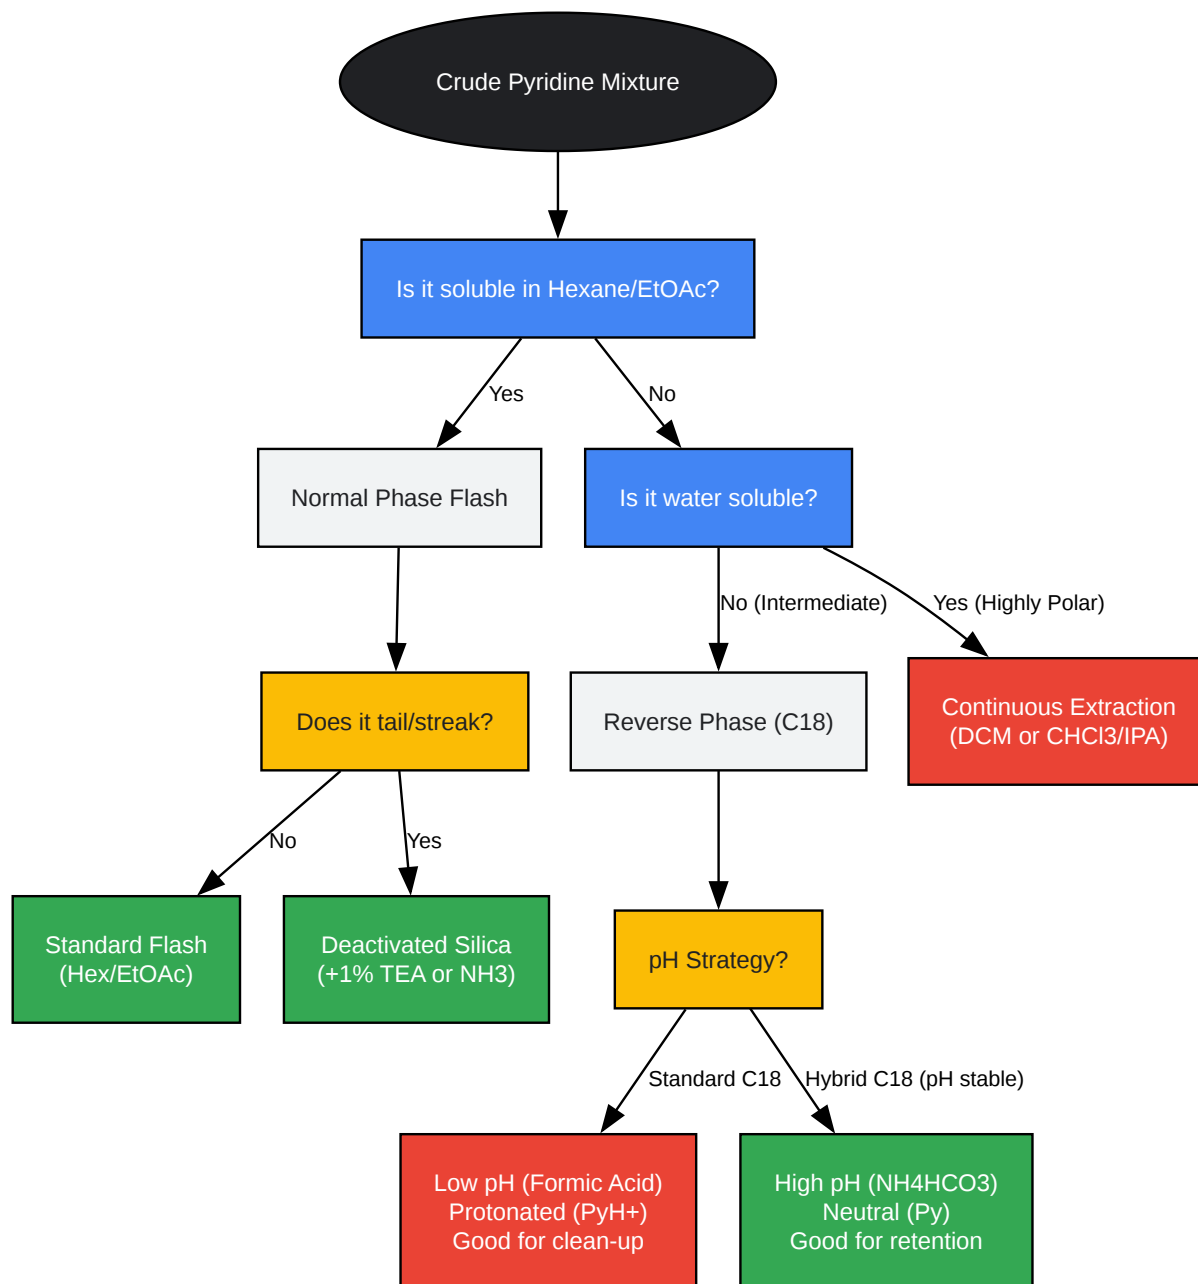 Crude Pyridine Mixture
Is it soluble in Hexane/EtOAc?
Yes
No
Normal Phase Flash
Is it water soluble?
No (Intermediate)
Yes (Highly Polar)
Does it tail/streak?
Reverse Phase (C18)
Continuous Extraction
(DCM or CHCl3/IPA)
No
Yes
Standard Flash
(Hex/EtOAc)
Deactivated Silica
(+1% TEA or NH3)
pH Strategy?
Standard C18
Hybrid C18 (pH stable)
Low pH (Formic Acid)
Protonated (PyH+)
Good for clean-up
High pH (NH4HCO3)
Neutral (Py)
Good for retention